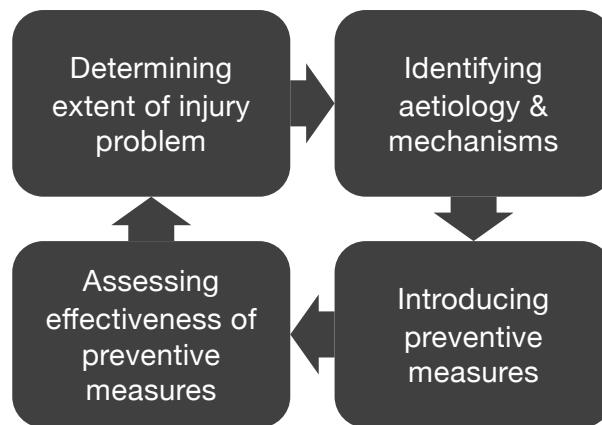 Determining
extent of injury
problem
Identifying
aetiology &
mechanisms
Assessing
effectiveness of
preventive
measures
Introducing
preventive
measures